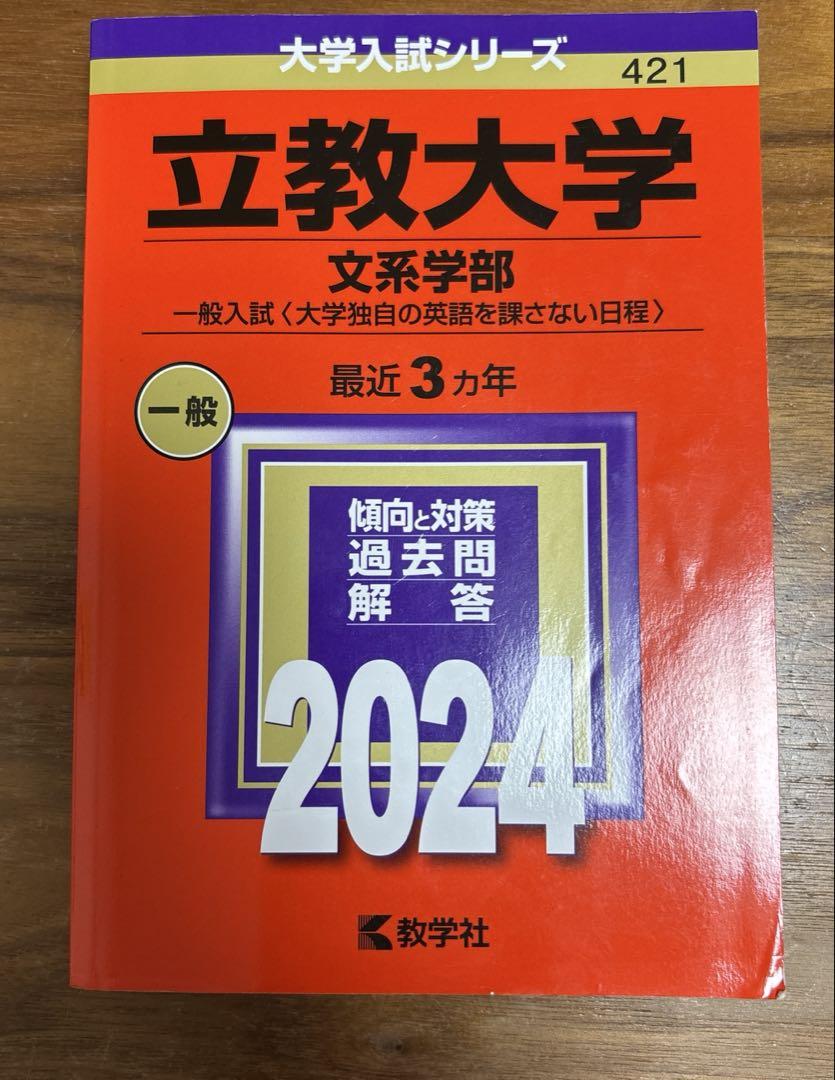 大学入試シリーズ
421
立教大学
文系学部
一般入試〈大学独自の英語を課さない日程〉
最近3カ年
一般
傾向と対策
過去問
解答
2024
教学社